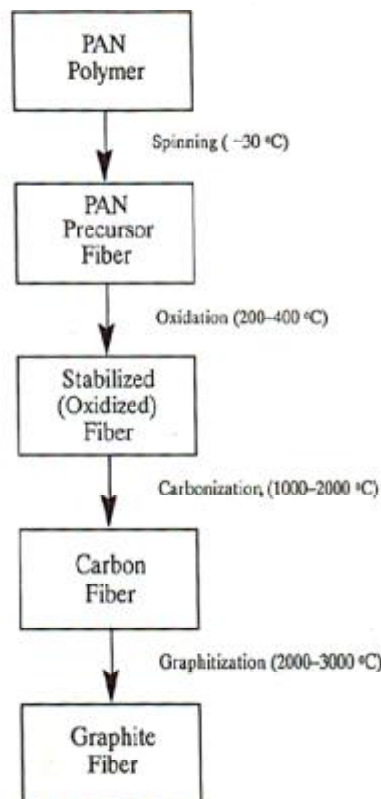 PAN
Polymer
Spinning ( −30 °C)
PAN
Precursor
Fiber
Oxidation (200–400 °C)
Stabilized
(Oxidized)
Fiber
Carbonization, (1000–2000 °C)
Carbon
Fiber
Graphitization (2000–3000 °C)
Graphite
Fiber